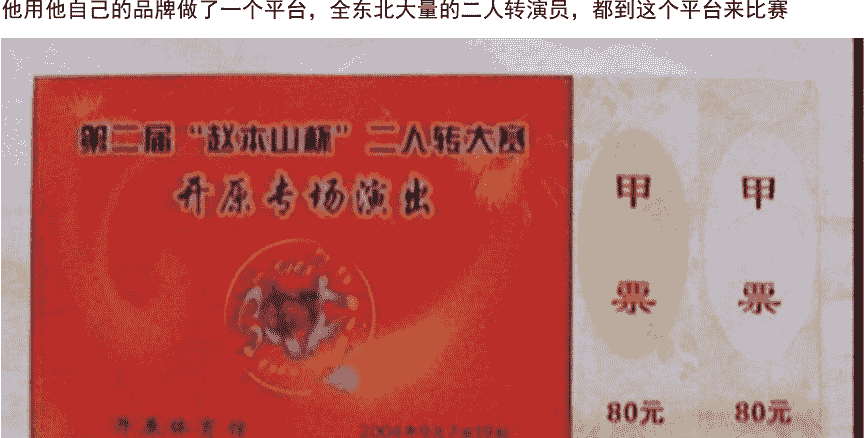 他用他自己的品牌做了一个平台，全东北大量的二人转演员，都到这个平台来比赛
第二届“赵本山杯”二人转大赛
开原专场演出
甲票
甲票
80元
80元